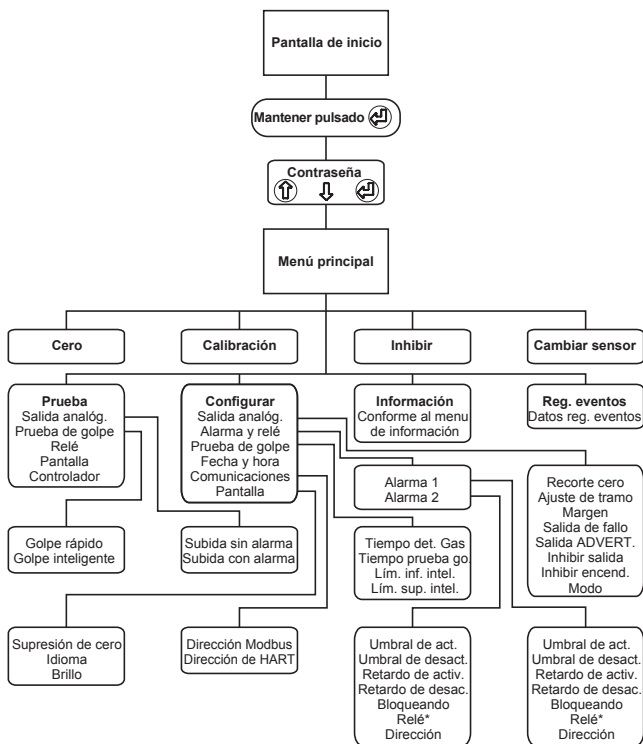 Pantalla de inicio
Mantener pulsado
Contraseña
Menú principal
Cero
Calibración
Inhibir
Cambiar sensor
Prueba
Salida analóg.
Prueba de golpe
Relé
Pantalla
Controlador
Configurar
Salida analóg.
Alarma y relé
Prueba de golpe
Fecha y hora
Comunicaciones
Pantalla
Información
Conforme al menu
de información
Reg. eventos
Datos reg. eventos
Golpe rápido
Golpe inteligente
Subida sin alarma
Subida con alarma
Alarma 1
Alarma 2
Recorte cero
Ajuste de tramo
Margen
Salida de fallo
Salida ADVERT.
Inhibir salida
Inhibir encend.
Modo
Tiempo det. Gas
Tiempo prueba go.
Lím. inf. intel.
Lím. sup. intel.
Supresión de cero
Idioma
Brillo
Dirección Modbus
Dirección de HART
Umbral de act.
Umbral de desact.
Retardo de activ.
Retardo de desac.
Bloqueando
Relé*
Dirección
Umbral de act.
Umbral de desact.
Retardo de activ.
Retardo de desac.
Bloqueando
Relé*
Dirección